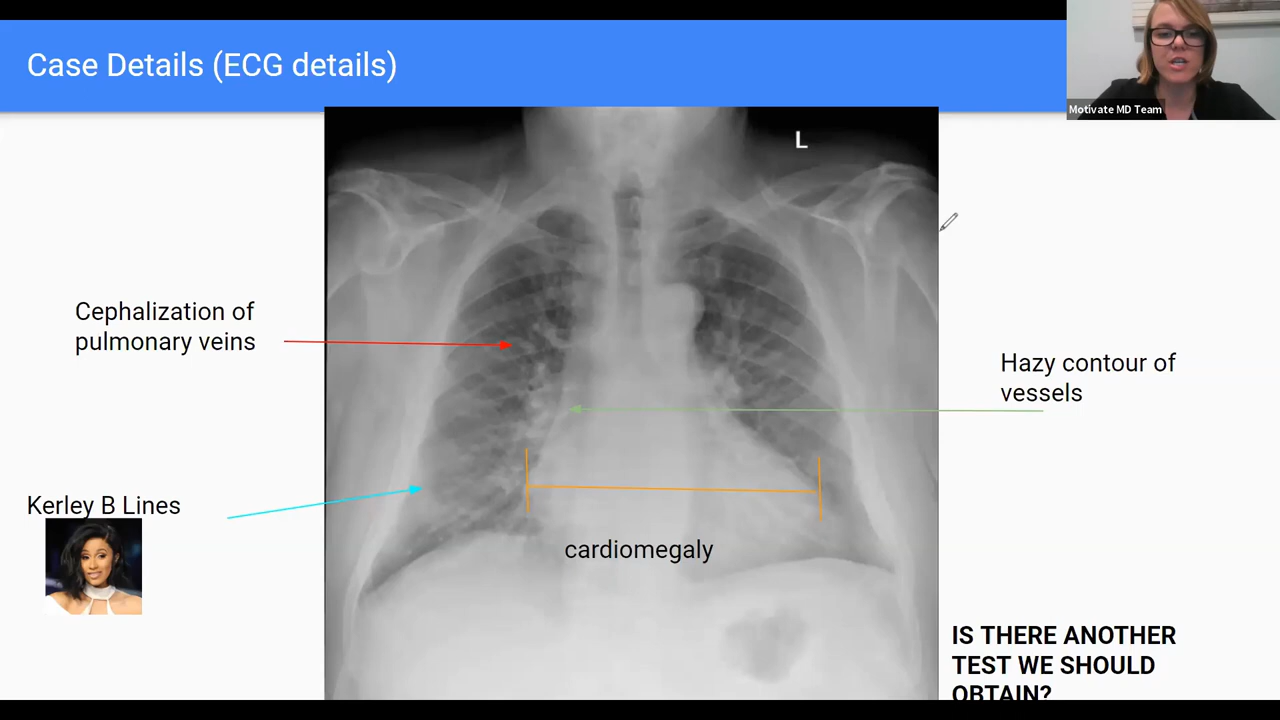 Case Details (ECG details)
Motivate MD Team
L
Cephalization of
pulmonary veins
Hazy contour of
vessels
Kerley B Lines
cardiomegaly
IS THERE ANOTHER
TEST WE SHOULD
OBTAIN?